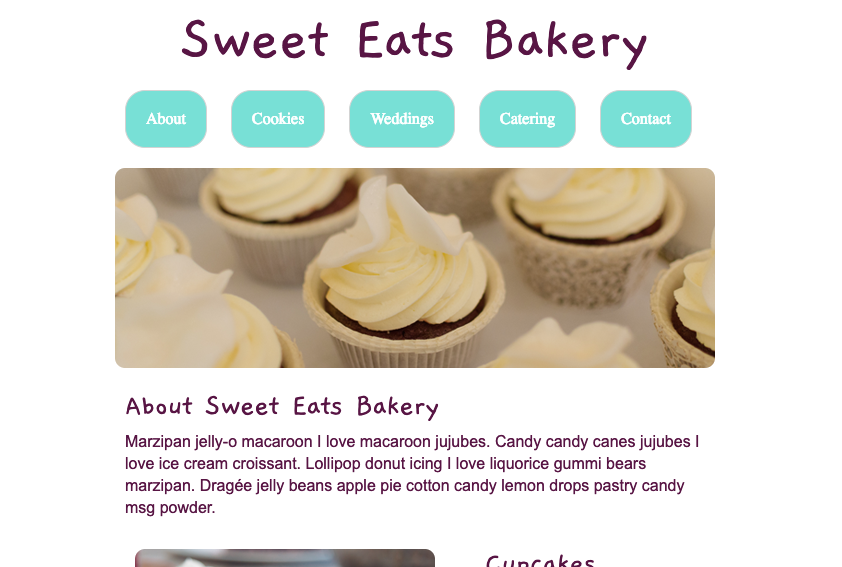 Sweet Eats Bakery
About Cookies Weddings Catering Contact
About Sweet Eats Bakery
Marzipan jelly-o macaroon I love macaroon jujubes. Candy candy canes jujubes I
love ice cream croissant. Lollipop donut icing I love liquorice gummi bears
marzipan. Dragée jelly beans apple pie cotton candy lemon drops pastry candy
msg powder.
Cupcakes